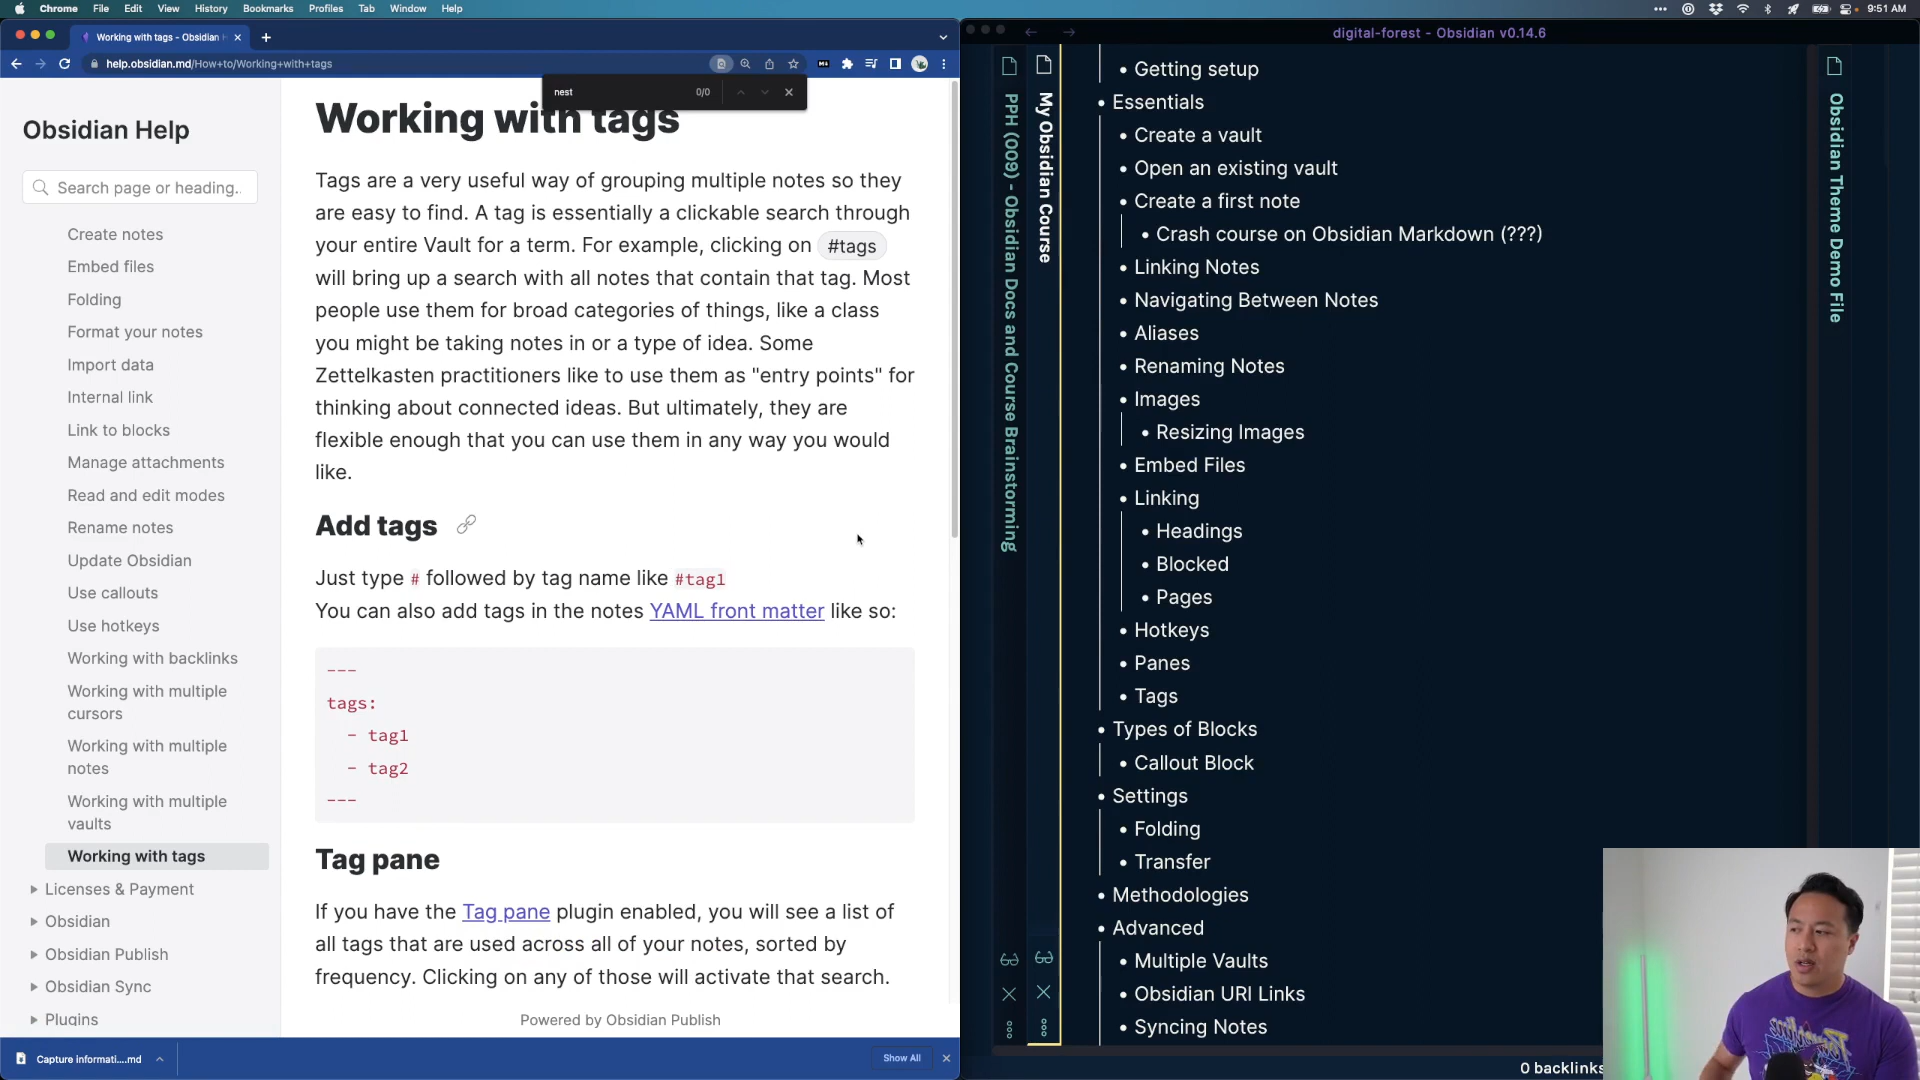 Chrome File Edit View History Bookmarks Profiles Tab Window Help
9:51 AM
Working with tags - Obsidian
help.obsidian.md/How+to/Working+with+tags
nest 0/0
Obsidian Help
Search page or heading..
Create notes
Embed files
Folding
Format your notes
Import data
Internal link
Link to blocks
Manage attachments
Read and edit modes
Rename notes
Update Obsidian
Use callouts
Use hotkeys
Working with backlinks
Working with multiple
cursors
Working with multiple
notes
Working with multiple
vaults
Working with tags
Licenses & Payment
Obsidian
Obsidian Publish
Obsidian Sync
Plugins
Working with tags
Tags are a very useful way of grouping multiple notes so they
are easy to find. A tag is essentially a clickable search through
your entire Vault for a term. For example, clicking on #tags
will bring up a search with all notes that contain that tag. Most
people use them for broad categories of things, like a class
you might be taking notes in or a type of idea. Some
Zettelkasten practitioners like to use them as "entry points" for
thinking about connected ideas. But ultimately, they are
flexible enough that you can use them in any way you would
like.
Add tags
Just type # followed by tag name like #tag1
You can also add tags in the notes YAML front matter like so:
---
tags:
- tag1
- tag2
---
Tag pane
If you have the Tag pane plugin enabled, you will see a list of
all tags that are used across all of your notes, sorted by
frequency. Clicking on any of those will activate that search.
Powered by Obsidian Publish
Capture informati....md
Show All
digital-forest - Obsidian v0.14.6
PPH (009) - Obsidian Docs and Course Brainstorming
My Obsidian Course
• Getting setup
• Essentials
• Create a vault
• Open an existing vault
• Create a first note
• Crash course on Obsidian Markdown (???)
• Linking Notes
• Navigating Between Notes
• Aliases
• Renaming Notes
• Images
• Resizing Images
• Embed Files
• Linking
• Headings
• Blocked
• Pages
• Hotkeys
• Panes
• Tags
• Types of Blocks
• Callout Block
• Settings
• Folding
• Transfer
• Methodologies
• Advanced
• Multiple Vaults
• Obsidian URI Links
• Syncing Notes
Obsidian Theme Demo File
0 backlinks